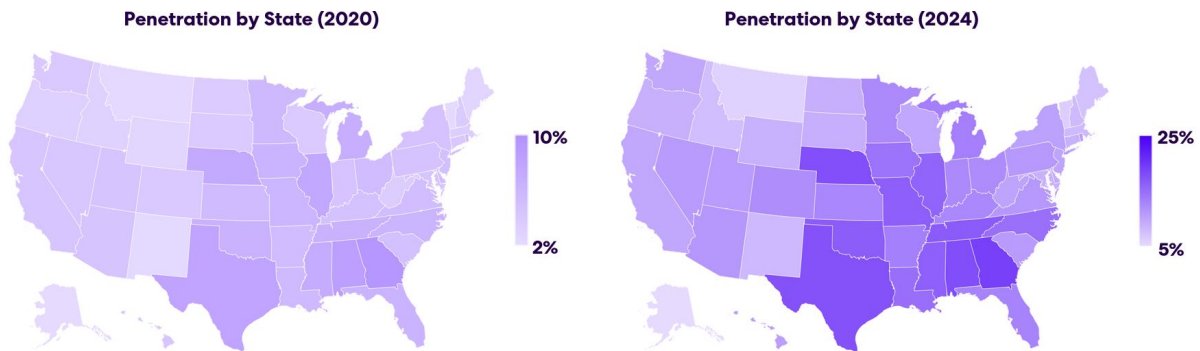 Penetration by State (2020)
10%
2%
Penetration by State (2024)
25%
5%